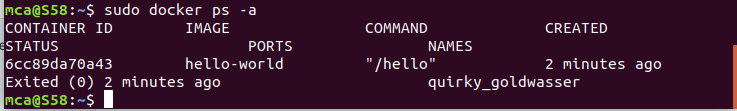 mca@S58:~$ sudo docker ps -a
CONTAINER ID        IMAGE               COMMAND             CREATED
STATUS                     PORTS               NAMES
6cc89da70a43        hello-world         "/hello"            2 minutes ago
Exited (0) 2 minutes ago                       quirky_goldwasser
mca@S58:~$